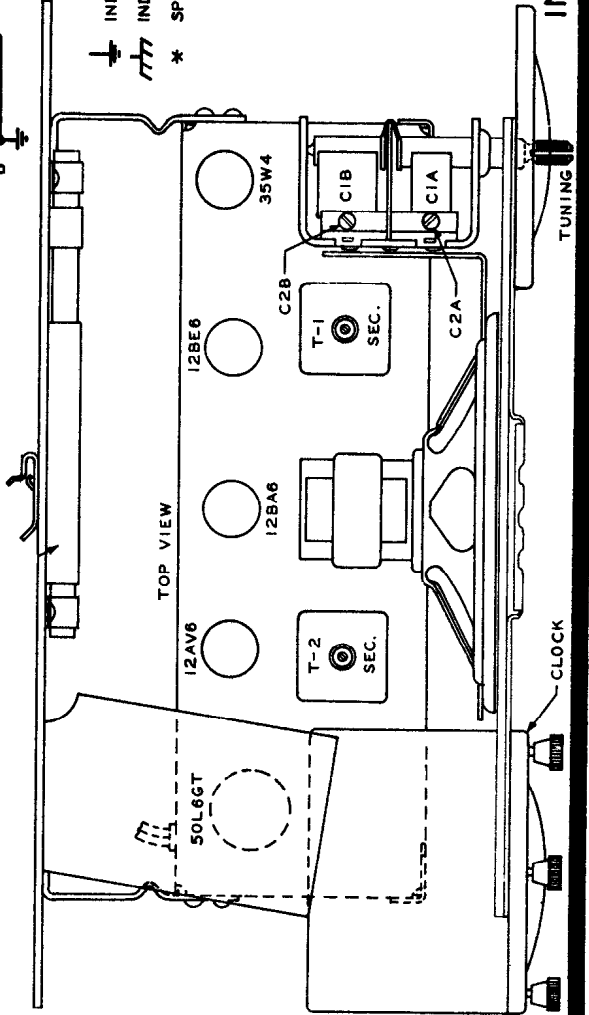 TOP VIEW
50L6GT
12AV6
12BA6
12BE6
35W4
T-2
SEC.
T-1
SEC.
C2B
C1B
C1A
C2A
TUNING
CLOCK
*
SP